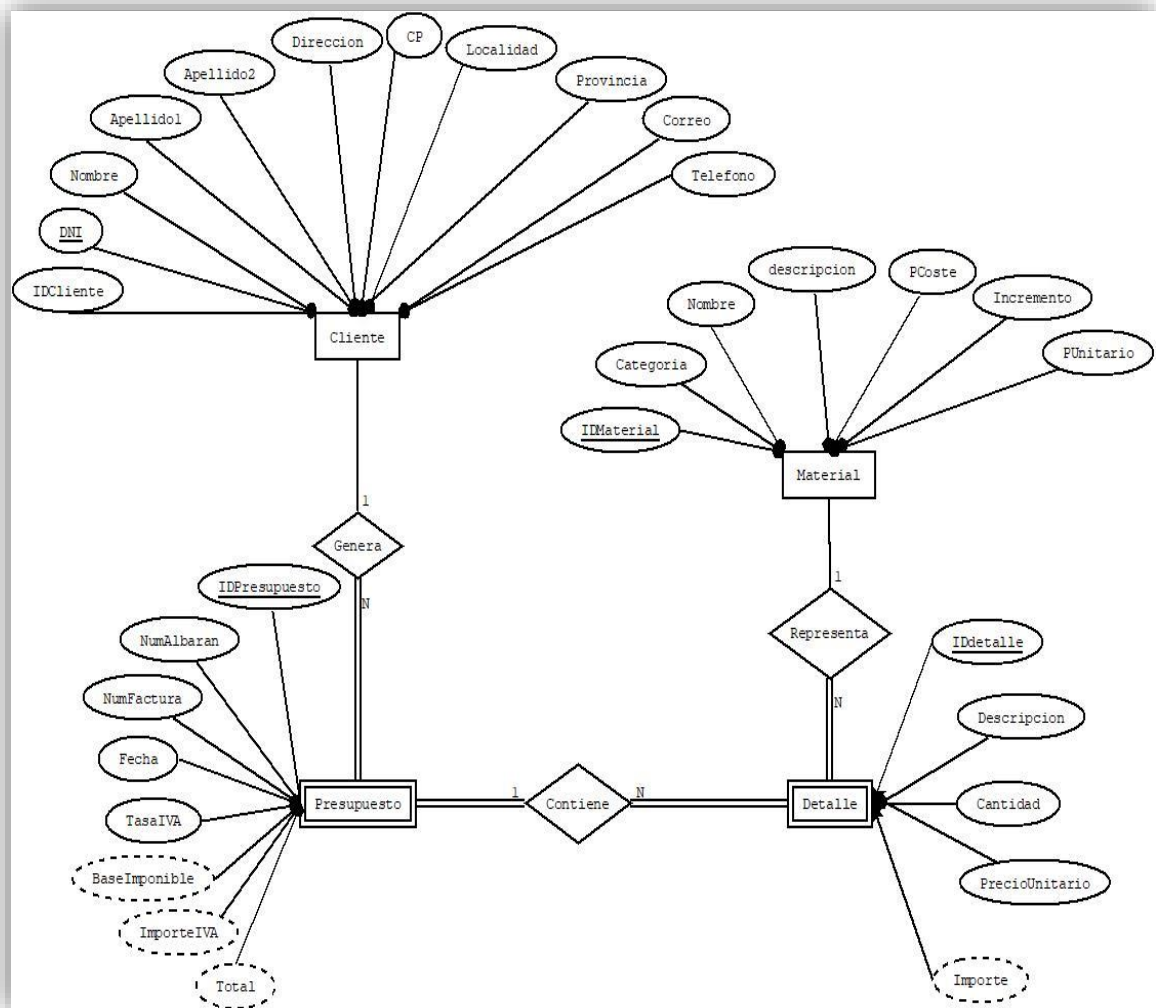 Direccion
CP
Localidad
Apellido2
Provincia
Apellido1
Correo
Nombre
Telefono
DNI
IDCliente
Cliente
descripcion
PCoste
Nombre
Incremento
Categoria
PUnitario
IDMaterial
Material
1
Genera
N
IDPresupuesto
NumAlbaran
NumFactura
Fecha
TasaIVA
BaseImponible
ImporteIVA
Total
Presupuesto
1
Contiene
N
1
Representa
N
IDdetalle
Descripcion
Detalle
Cantidad
PrecioUnitario
Importe